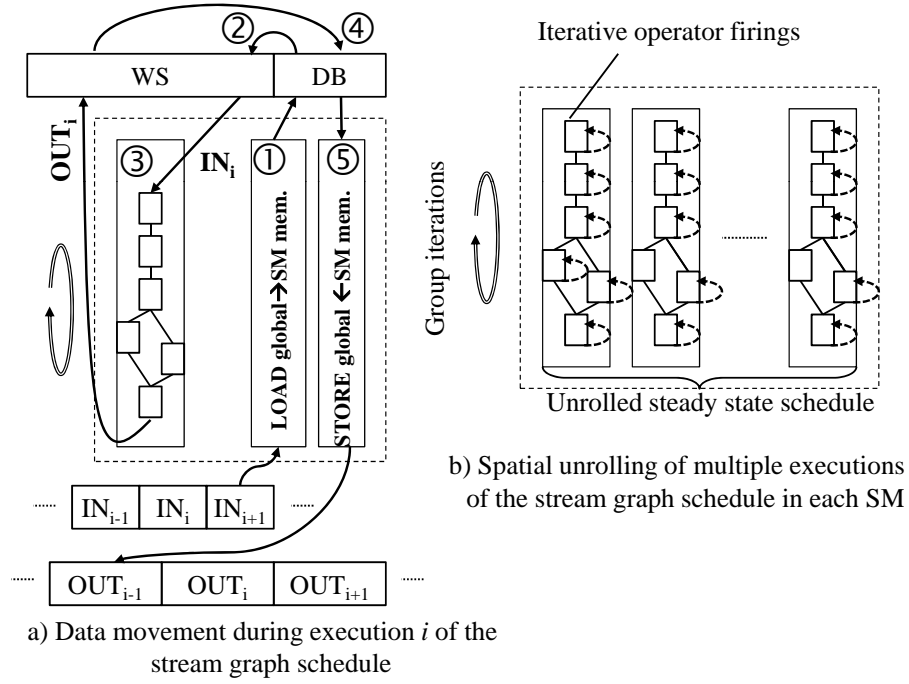 ② ④
WS DB
OUTᵢ
③ INᵢ ① ⑤
LOAD global→SM mem.
STORE global ←SM mem.
...... INᵢ₋₁ INᵢ INᵢ₊₁ ......
...... OUTᵢ₋₁ OUTᵢ OUTᵢ₊₁ ......
a) Data movement during execution i of the
stream graph schedule
Iterative operator firings
Group iterations
..............
Unrolled steady state schedule
b) Spatial unrolling of multiple executions
of the stream graph schedule in each SM